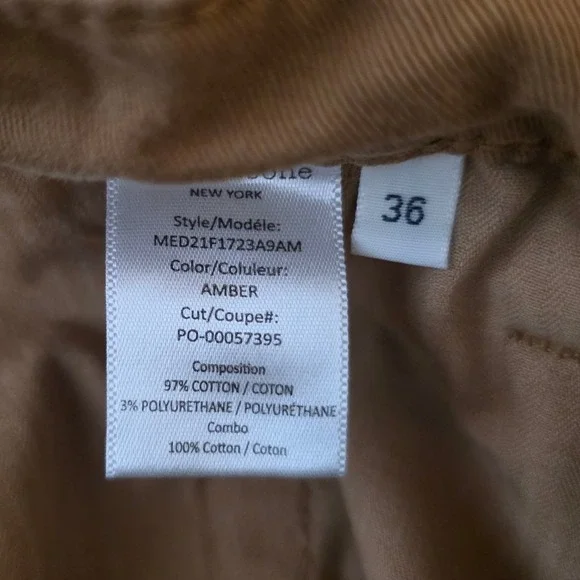 NEW YORK
Style/Modéle:
MED21F1723A9AM
Color/Coluleur:
AMBER
Cut/Coupe#:
PO-00057395
Composition
97% COTTON / COTON
3% POLYURETHANE / POLYURÉTHANE
Combo
100% Cotton / Coton
36